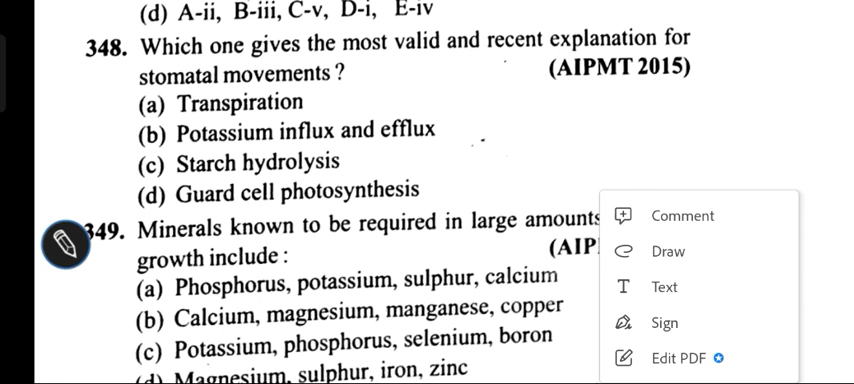 (d) A-ii, B-iii, C-v, D-i, E-iv
348. Which one gives the most valid and recent explanation for
stomatal movements ? (AIPMT 2015)
(a) Transpiration
(b) Potassium influx and efflux
(c) Starch hydrolysis
(d) Guard cell photosynthesis
349. Minerals known to be required in large amounts
growth include : (AIP
(a) Phosphorus, potassium, sulphur, calcium
(b) Calcium, magnesium, manganese, copper
(c) Potassium, phosphorus, selenium, boron
(d) Magnesium, sulphur, iron, zinc
Comment
Draw
T Text
Sign
Edit PDF